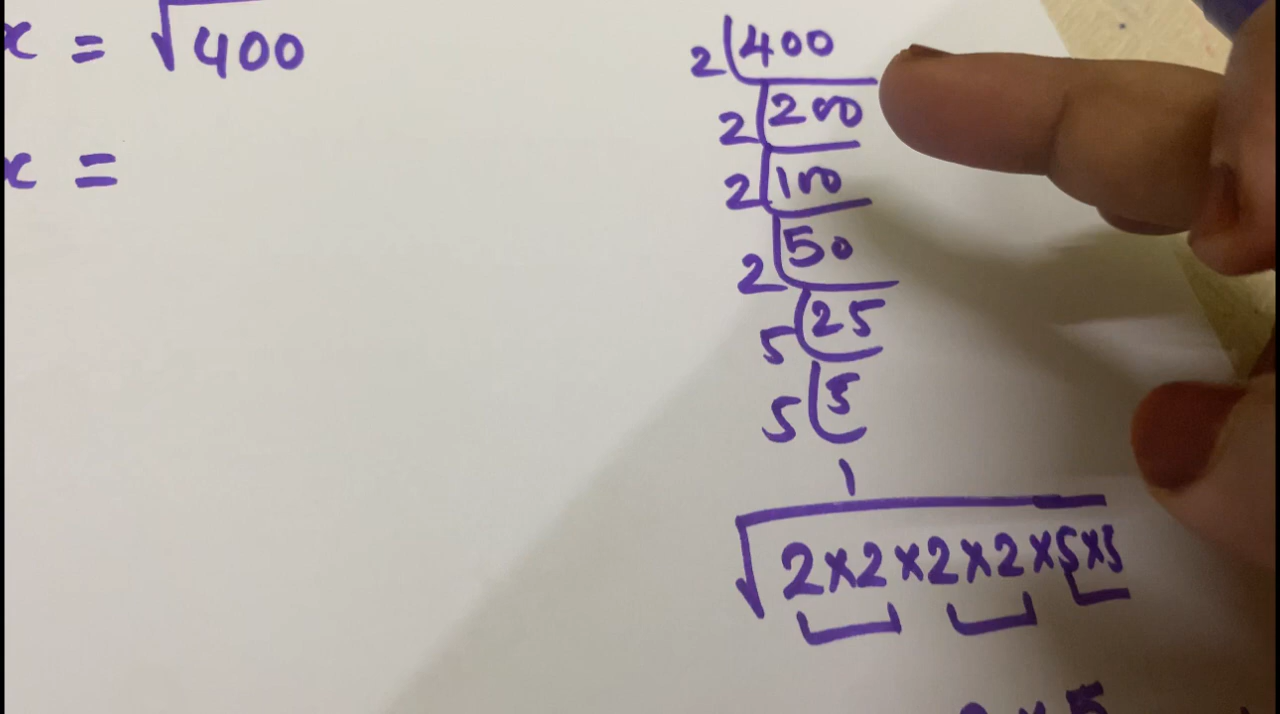 x = √400
x =
2 | 400
2 | 200
2 | 100
2 | 50
5 | 25
5 | 5
1
√2×2×2×2×5×5
× 5